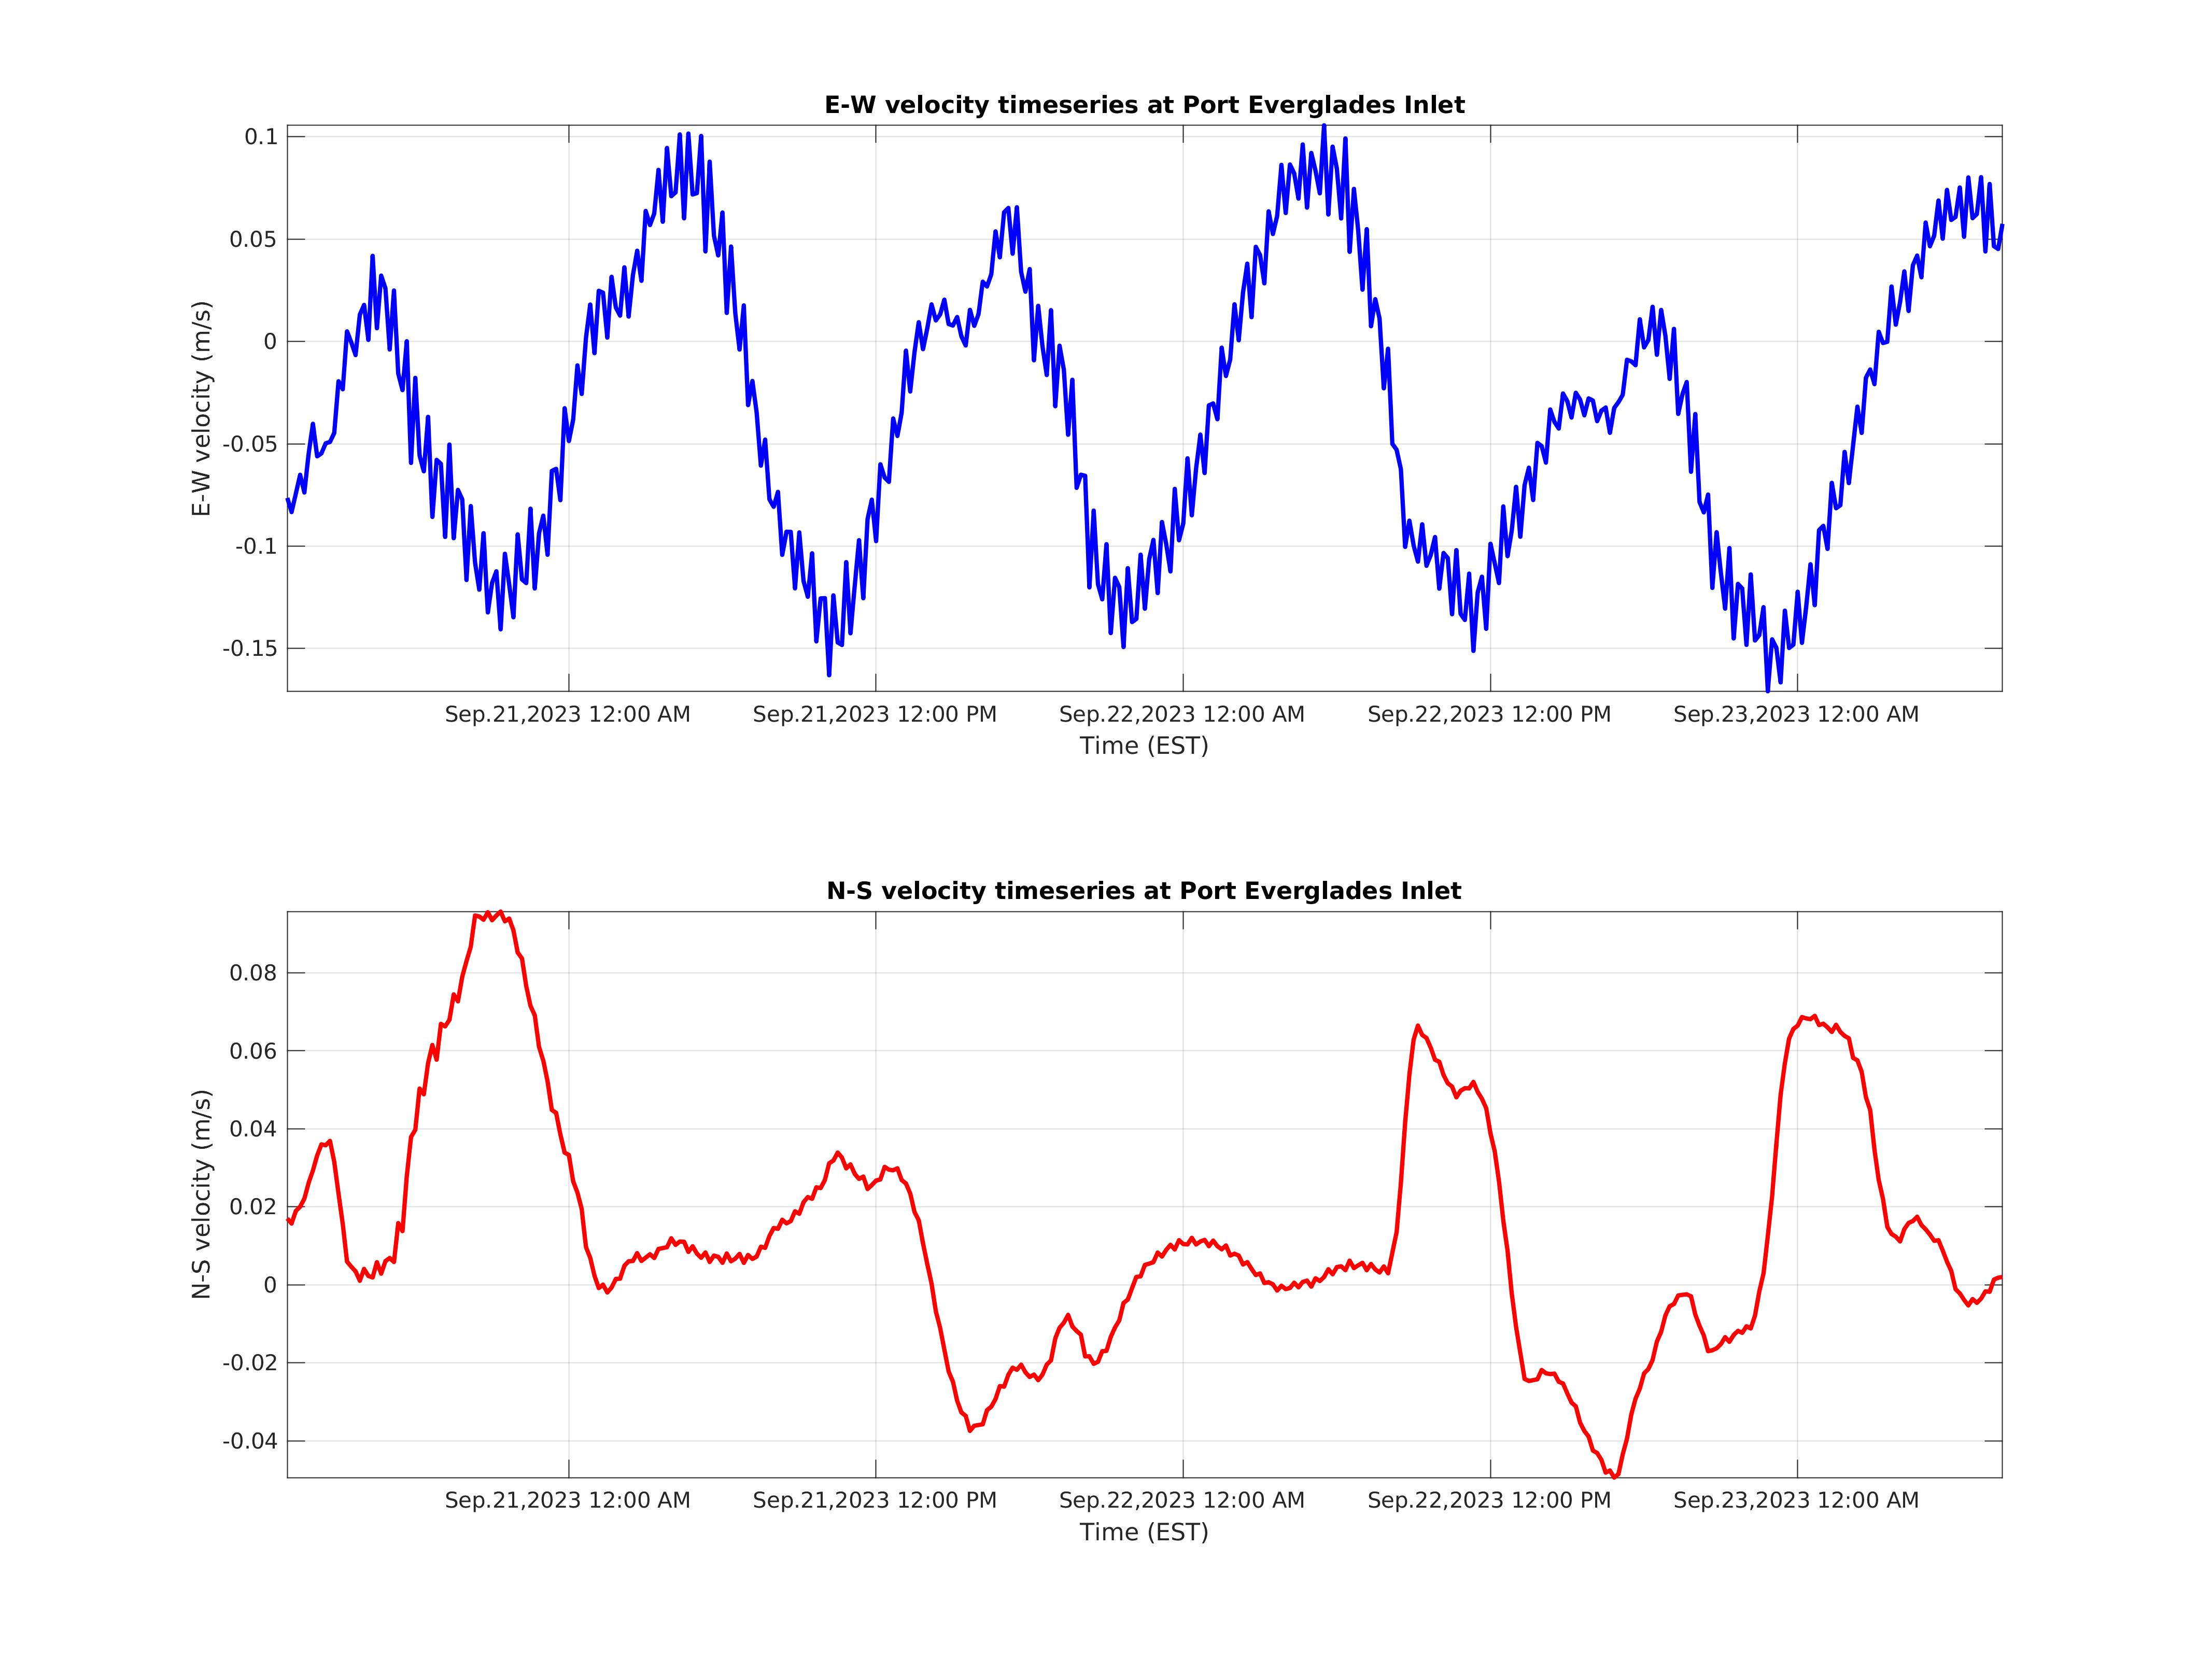 E-W velocity timeseries at Port Everglades Inlet
0.1
0.05
0
-0.05
-0.1
-0.15
E-W velocity (m/s)
Sep.21,2023 12:00 AM Sep.21,2023 12:00 PM Sep.22,2023 12:00 AM Sep.22,2023 12:00 PM Sep.23,2023 12:00 AM
Time (EST)
N-S velocity timeseries at Port Everglades Inlet
0.08
0.06
0.04
0.02
0
-0.02
-0.04
N-S velocity (m/s)
Sep.21,2023 12:00 AM Sep.21,2023 12:00 PM Sep.22,2023 12:00 AM Sep.22,2023 12:00 PM Sep.23,2023 12:00 AM
Time (EST)